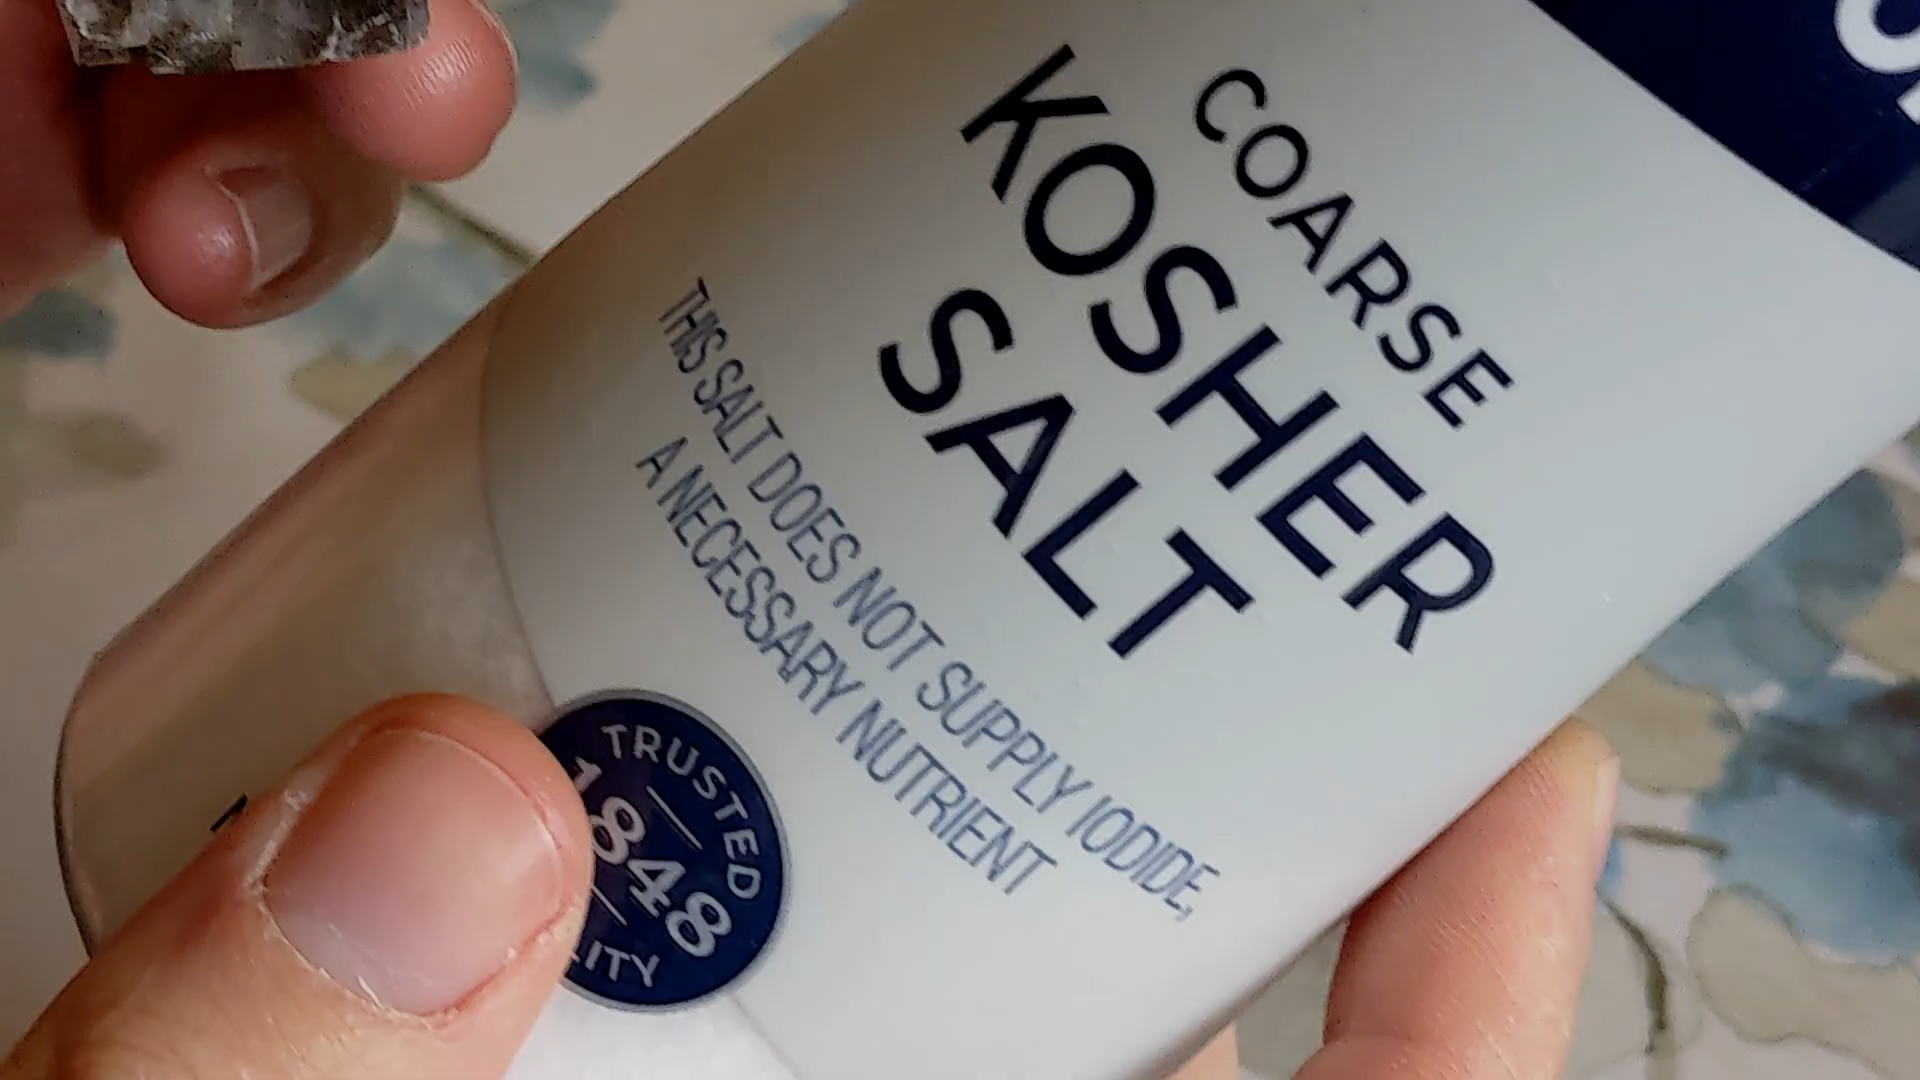 COARSE
KOSHER
SALT
THIS SALT DOES NOT SUPPLY IODIDE,
A NECESSARY NUTRIENT
TRUSTED
1848